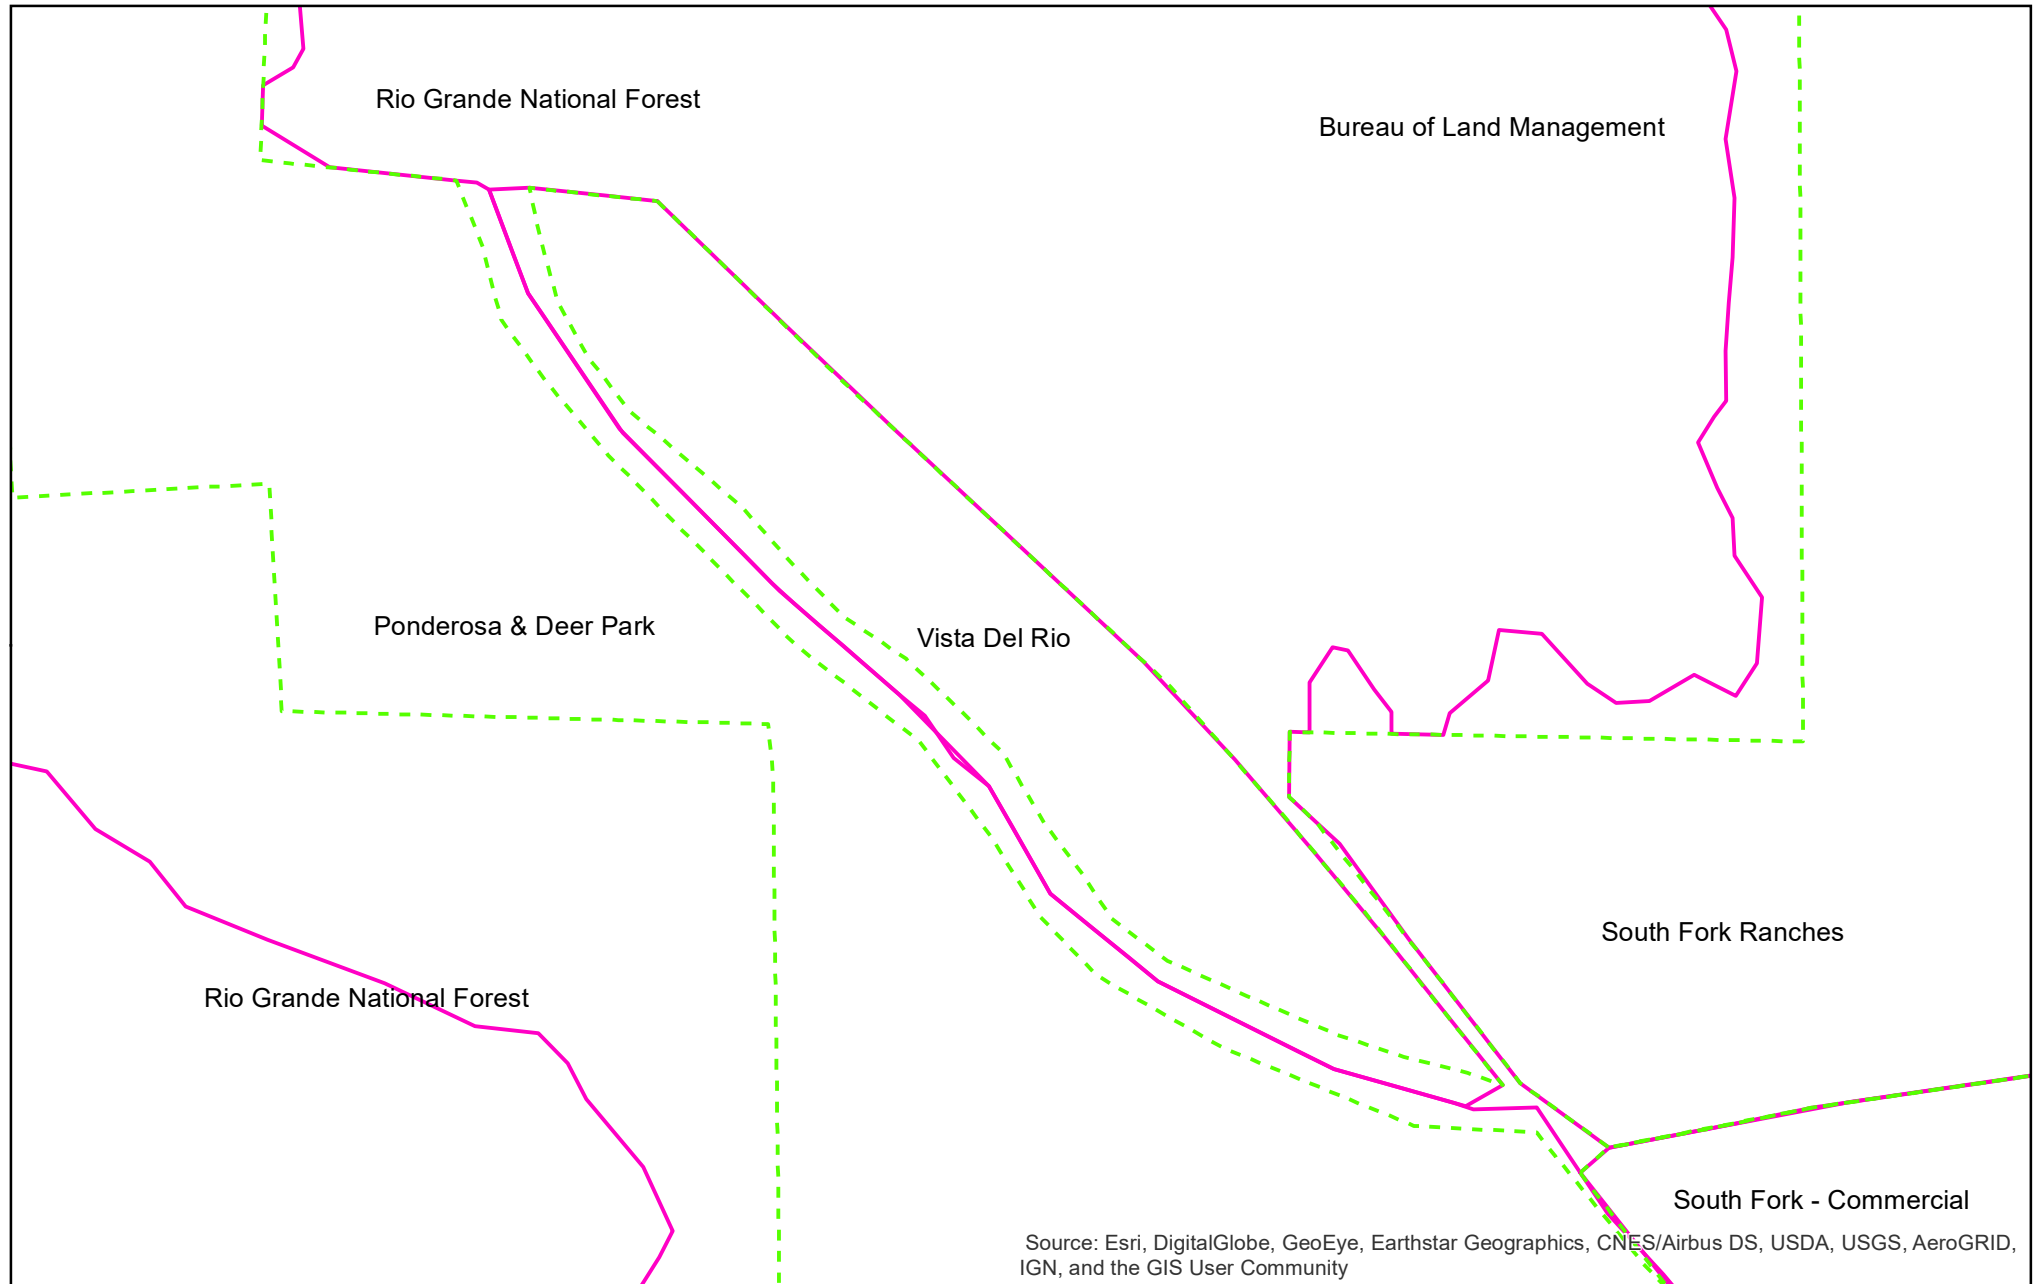 Rio Grande National Forest
Bureau of Land Management
Ponderosa & Deer Park
Vista Del Rio
South Fork Ranches
Rio Grande National Forest
South Fork - Commercial
Source: Esri, DigitalGlobe, GeoEye, Earthstar Geographics, CNES/Airbus DS, USDA, USGS, AeroGRID,
IGN, and the GIS User Community